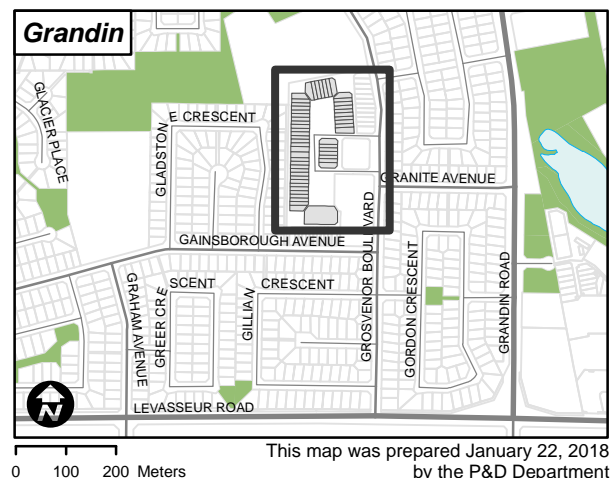 Grandin
GLACIER PLACE
GLADSTON
E CRESCENT
GRANITE AVENUE
GAINSBOROUGH AVENUE
GROSVENOR BOULEVARD
GRAHAM AVENUE
GREER CRE
SCENT
GILLIAN
CRESCENT
GORDON CRESCENT
GRANDIN ROAD
N
LEVASSEUR ROAD
0 100 200 Meters
This map was prepared January 22, 2018
by the P&D Department